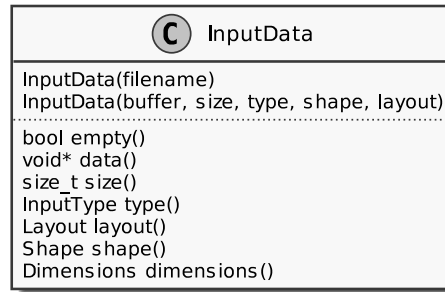 C InputData
InputData(filename)
InputData(buffer, size, type, shape, layout)
bool empty()
void* data()
size_t size()
InputType type()
Layout layout()
Shape shape()
Dimensions dimensions()